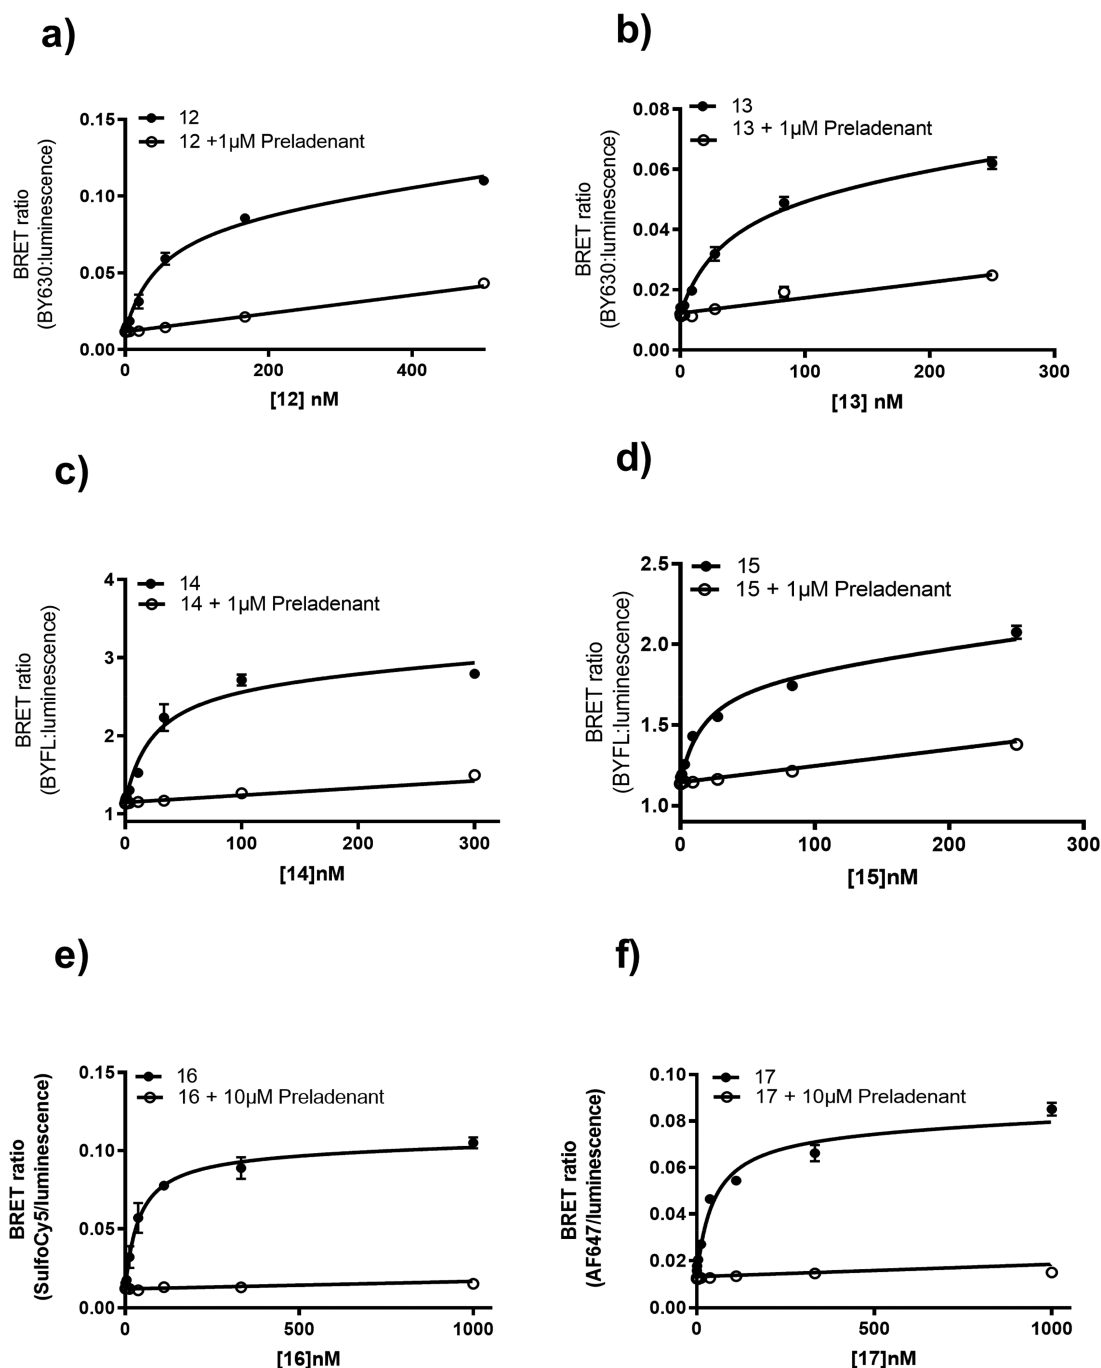 a)
0.15
0.10
0.05
0.00
BRET ratio
(BY630:luminescence)
12
12 +1µM Preladenant
0
200
400
[12] nM
b)
0.08
0.06
0.04
0.02
0.00
BRET ratio
(BY630:luminescence)
13
13 + 1µM Preladenant
0
100
200
300
[13] nM
c)
4
3
2
1
BRET ratio
(BYFL:luminescence)
14
14 + 1µM Preladenant
0
100
200
300
[14]nM
d)
2.5
2.0
1.5
1.0
BRET ratio
(BYFL:luminescence)
15
15 + 1µM Preladenant
0
100
200
300
[15]nM
e)
0.15
0.10
0.05
0.00
BRET ratio
(SulfoCy5/luminescence)
16
16 + 10µM Preladenant
0
500
1000
[16]nM
f)
0.10
0.08
0.06
0.04
0.02
0.00
BRET ratio
(AF647/luminescence)
17
17 + 10µM Preladenant
0
500
1000
[17]nM